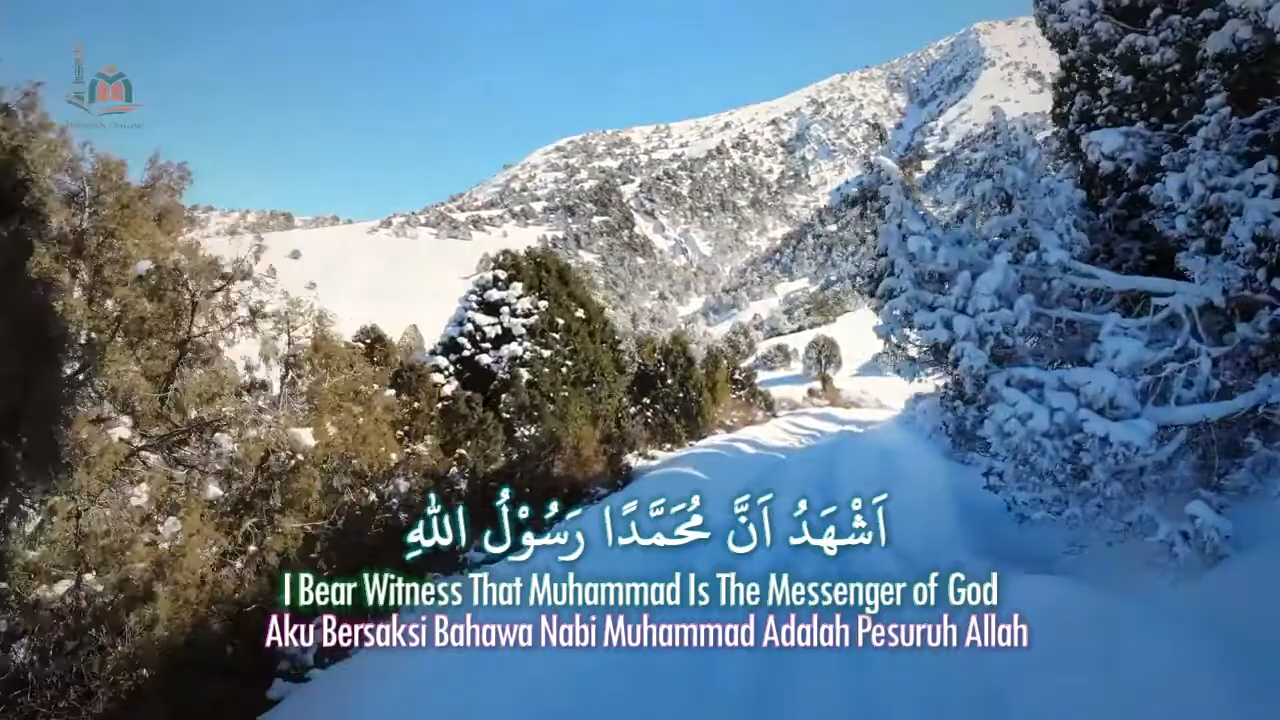 اَشْهَدُ اَنَّ مُحَمَّدًا رَسُوْلُ اللهِ
I Bear Witness That Muhammad Is The Messenger of God
Aku Bersaksi Bahawa Nabi Muhammad Adalah Pesuruh Allah